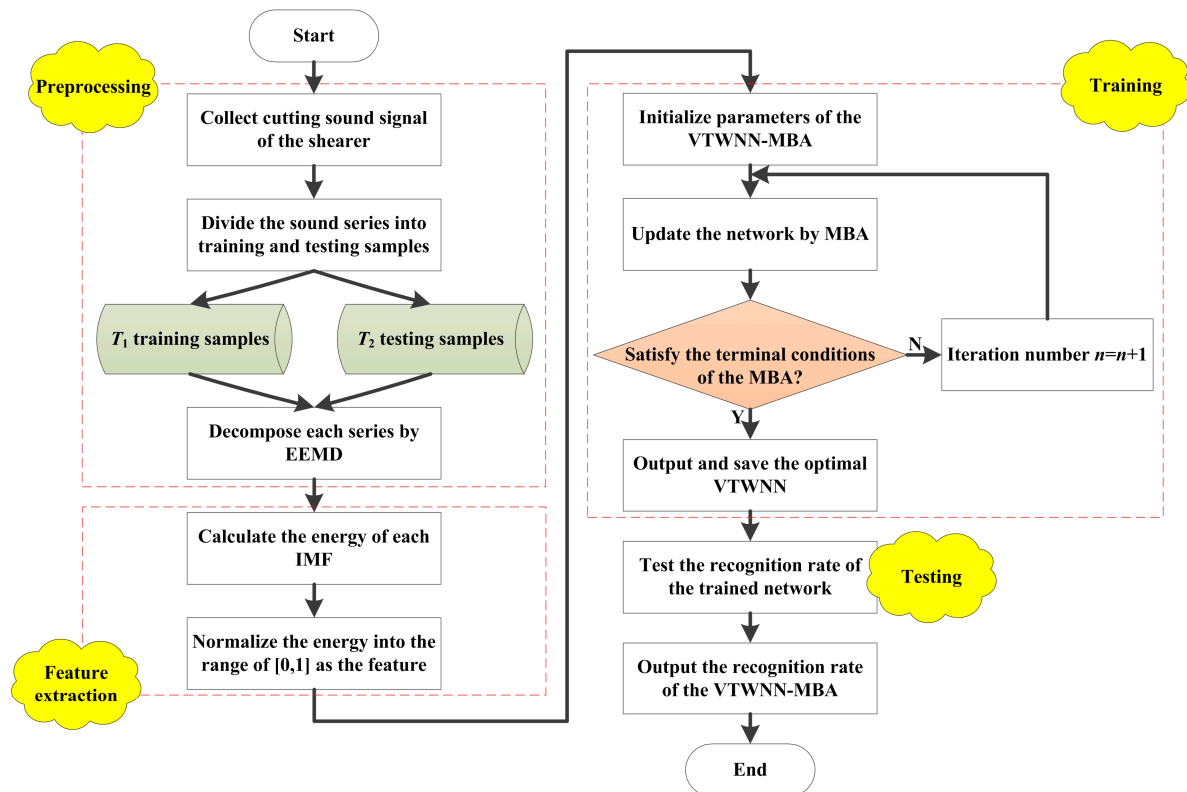 Start
Preprocessing
Collect cutting sound signal
of the shearer
Divide the sound series into
training and testing samples
T1 training samples
T2 testing samples
Decompose each series by
EEMD
Calculate the energy of each
IMF
Normalize the energy into the
range of [0,1] as the feature
Feature
extraction
Training
Initialize parameters of the
VTWNN-MBA
Update the network by MBA
Satisfy the terminal conditions
of the MBA?
N
Iteration number n=n+1
Y
Output and save the optimal
VTWNN
Test the recognition rate of
the trained network
Testing
Output the recognition rate
of the VTWNN-MBA
End